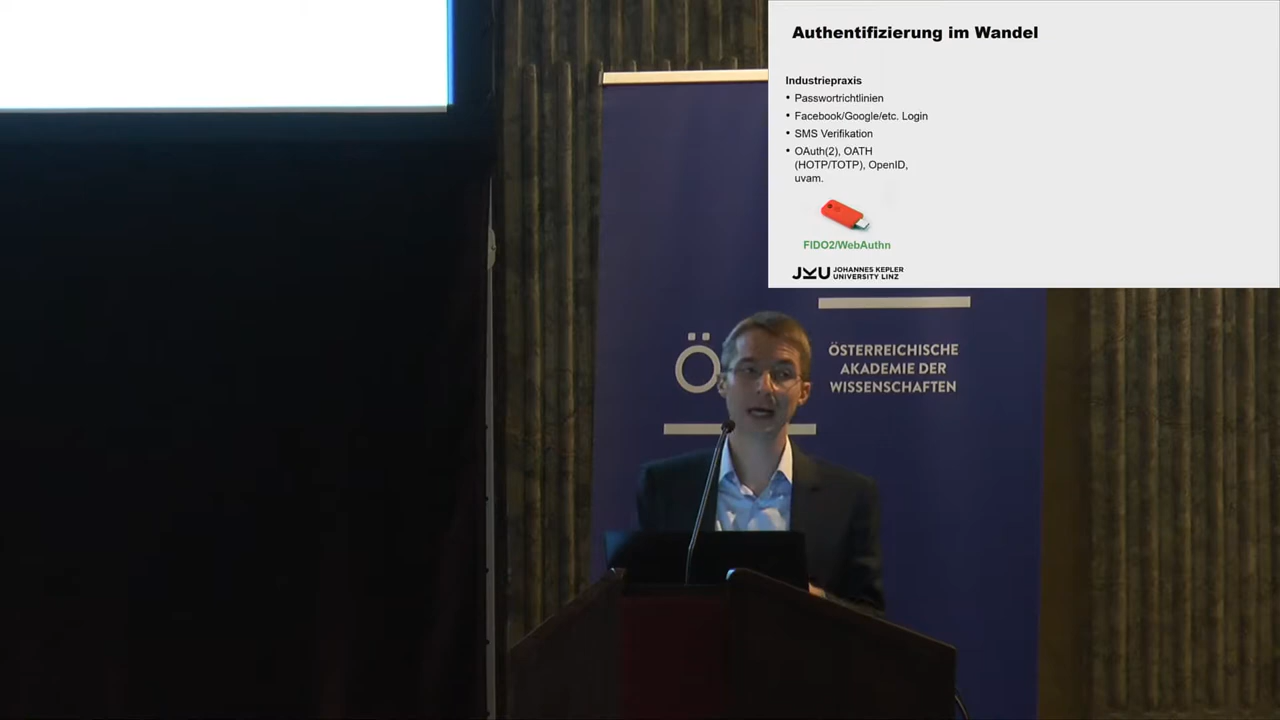 Authentifizierung im Wandel
Industriepraxis
• Passwortrichtlinien
• Facebook/Google/etc. Login
• SMS Verifikation
• OAuth(2), OATH
(HOTP/TOTP), OpenID,
uvam.
FIDO2/WebAuthn
JKU JOHANNES KEPLER
UNIVERSITY LINZ
ÖSTERREICHISCHE
AKADEMIE DER
WISSENSCHAFTEN